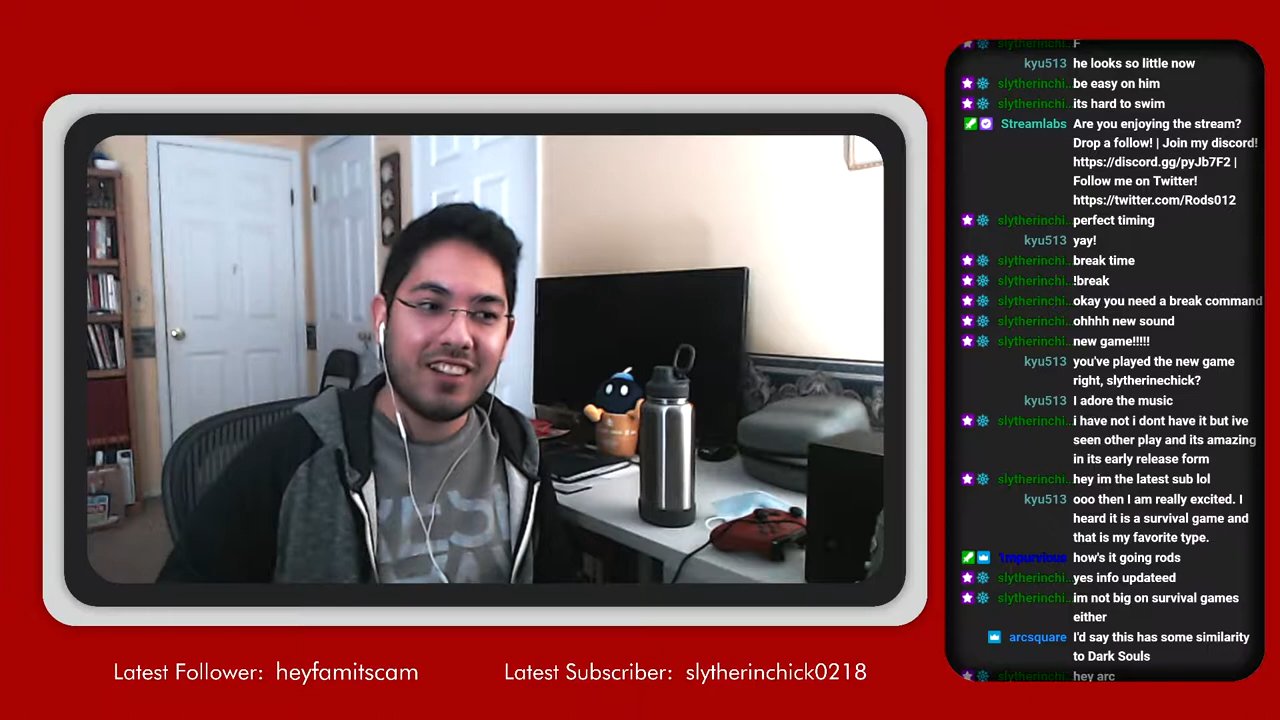 slytherinchi.. F
kyu513 he looks so little now
slytherinchi.. be easy on him
slytherinchi.. its hard to swim
Streamlabs Are you enjoying the stream?
Drop a follow! | Join my discord!
https://discord.gg/pyJb7F2 |
Follow me on Twitter!
https://twitter.com/Rods012
slytherinchi.. perfect timing
kyu513 yay!
slytherinchi.. break time
slytherinchi.. !break
slytherinchi.. okay you need a break command
slytherinchi.. ohhhh new sound
slytherinchi.. new game!!!!!
kyu513 you've played the new game
right, slytherinechick?
kyu513 I adore the music
slytherinchi.. i have not i dont have it but ive
seen other play and its amazing
in its early release form
slytherinchi.. hey im the latest sub lol
kyu513 ooo then I am really excited. I
heard it is a survival game and
that is my favorite type.
1mpurvious how's it going rods
slytherinchi.. yes info updateed
slytherinchi.. im not big on survival games
either
arcsquare I'd say this has some similarity
to Dark Souls
slytherinchi.. hey arc
Latest Follower: heyfamitscam
Latest Subscriber: slytherinchick0218